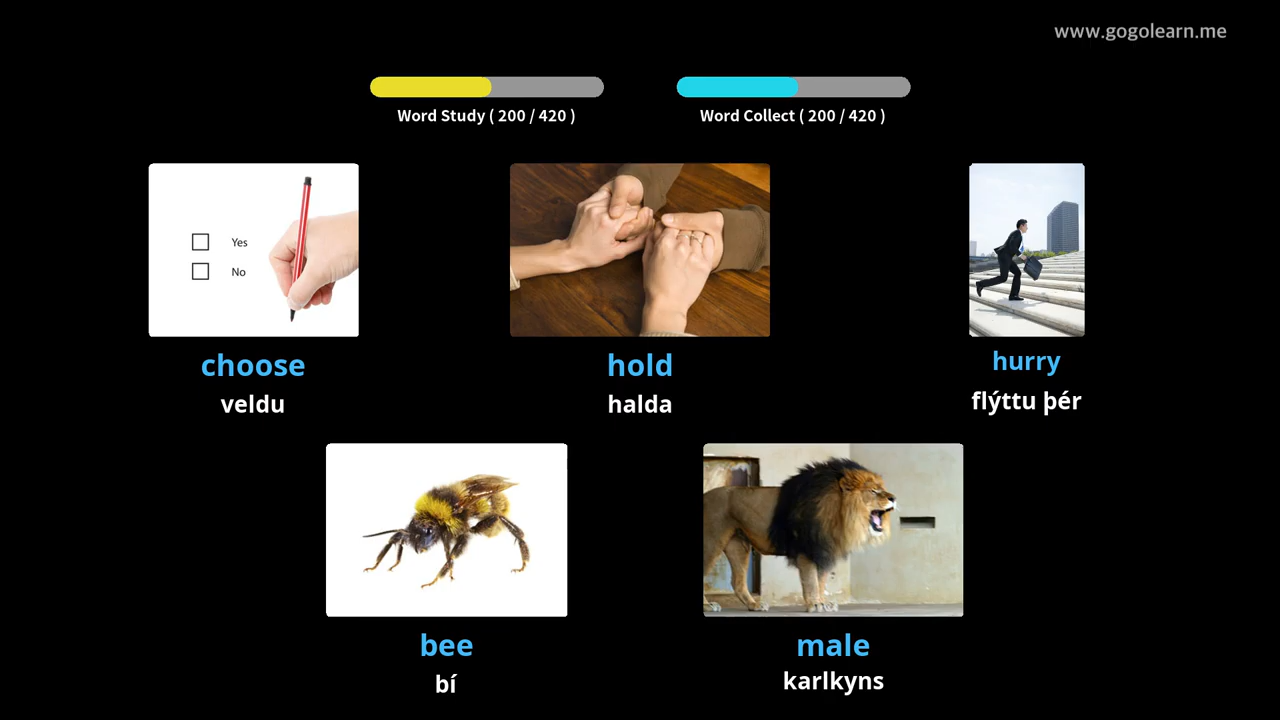 www.gogolearn.me
Word Study ( 200 / 420 )
Word Collect ( 200 / 420 )
Yes
No
choose
veldu
hold
halda
hurry
flýttu þér
bee
bí
male
karlkyns